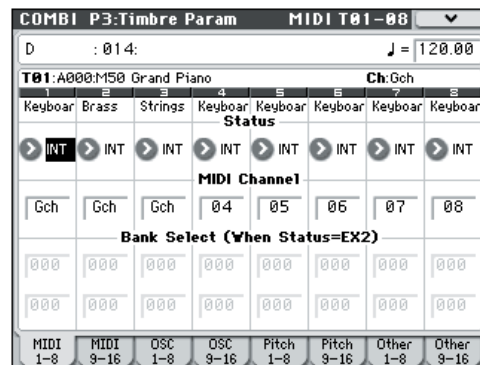 COMBI P3:Timbre Param MIDI T01-08
D :014: ♩= 120.00
T01:A000:M50 Grand Piano Ch:Gch
1 2 3 4 5 6 7 8
Keyboar Brass Strings Keyboar Keyboar Keyboar Keyboar Keyboar
Status
INT INT INT INT INT INT INT INT
MIDI Channel
Gch Gch Gch 04 05 06 07 08
Bank Select (When Status=EX2)
000 000 000 000 000 000 000 000
000 000 000 000 000 000 000 000
MIDI 1-8 MIDI 9-16 OSC 1-8 OSC 9-16 Pitch 1-8 Pitch 9-16 Other 1-8 Other 9-16